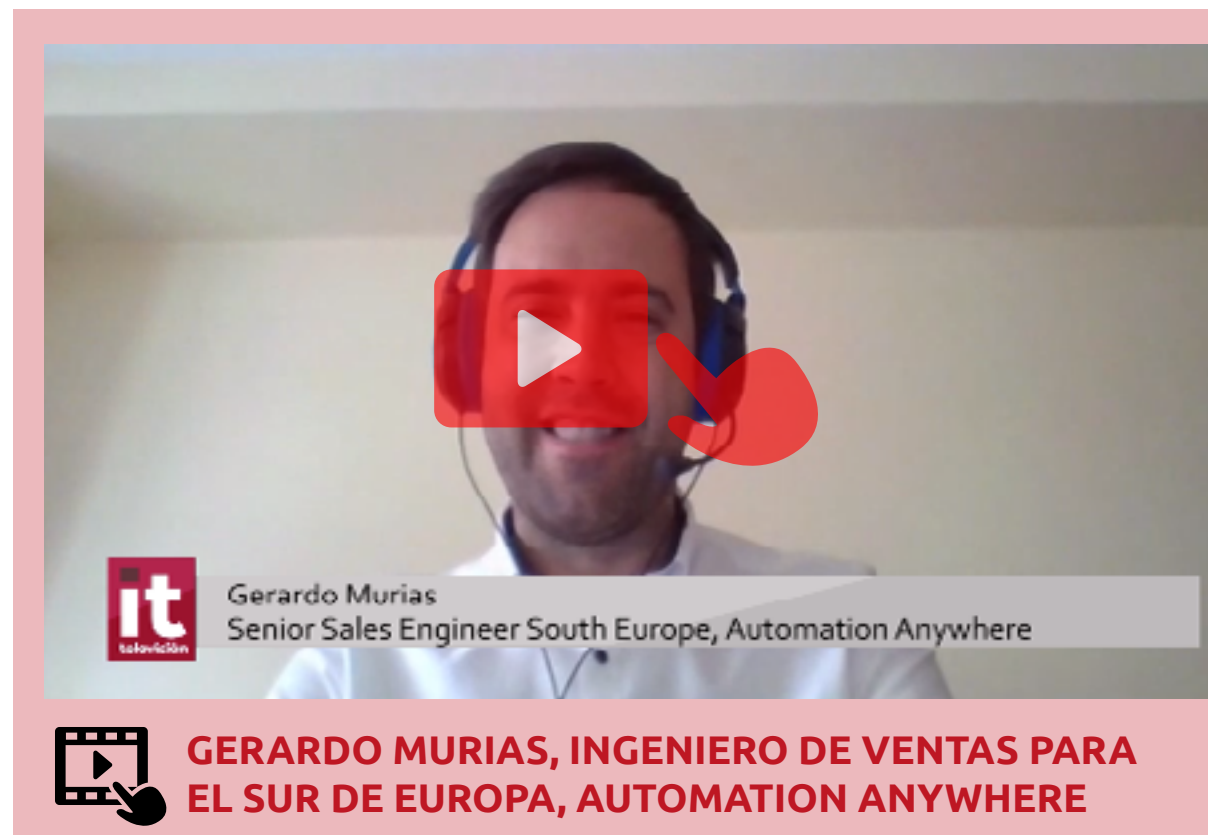 it
televisión
Gerardo Murias
Senior Sales Engineer South Europe, Automation Anywhere
GERARDO MURIAS, INGENIERO DE VENTAS PARA
EL SUR DE EUROPA, AUTOMATION ANYWHERE